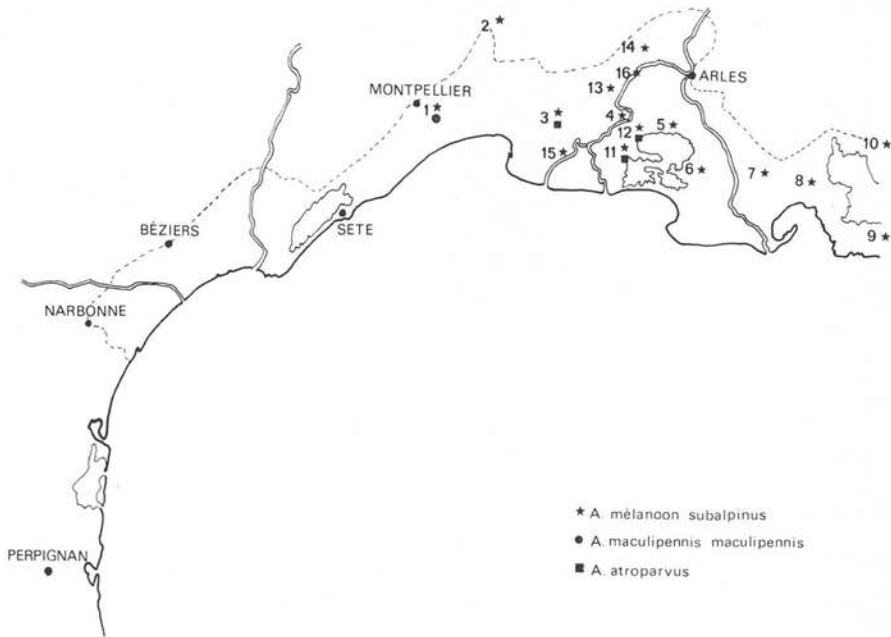 2
14
16
ARLES
MONTPELLIER
13
1
3
4
12
5
10
15
11
6
7
8
BÉZIERS
SETE
9
NARBONNE
A. mèlanoon subalpinus
A. maculipennis maculipennis
PERPIGNAN
A. atroparvus